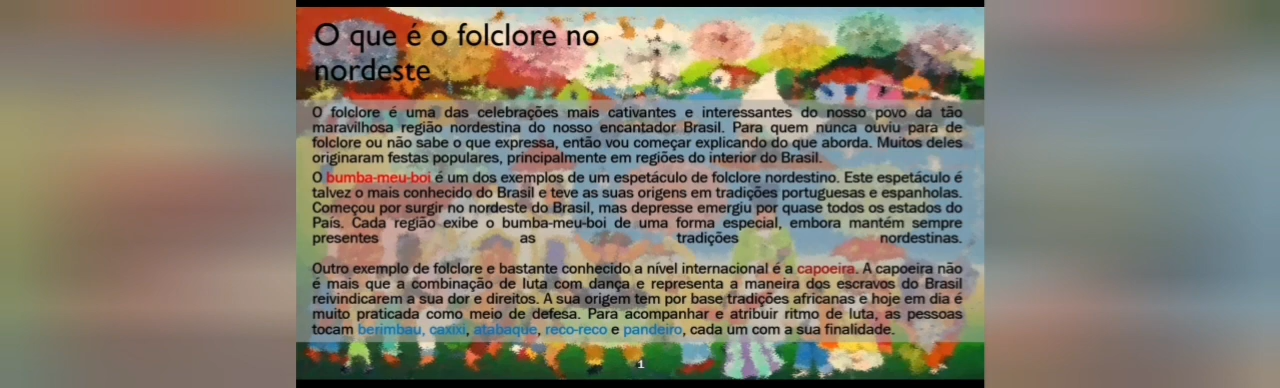 O que é o folclore no
nordeste
O folclore é uma das celebrações mais cativantes e interessantes do nosso povo da tão
maravilhosa região nordestina do nosso encantador Brasil. Para quem nunca ouviu para de
folclore ou não sabe o que expressa, então vou começar explicando do que aborda. Muitos deles
originaram festas populares, principalmente em regiões do interior do Brasil.
O bumba-meu-boi é um dos exemplos de um espetáculo de folclore nordestino. Este espetáculo é
talvez o mais conhecido do Brasil e teve as suas origens em tradições portuguesas e espanholas.
Começou por surgir no nordeste do Brasil, mas depresse emergiu por quase todos os estados do
País. Cada região exibe o bumba-meu-boi de uma forma especial, embora mantém sempre
presentes as tradições nordestinas.
Outro exemplo de folclore e bastante conhecido a nível internacional é a capoeira. A capoeira não
é mais que a combinação de luta com dança e representa a maneira dos escravos do Brasil
reivindicarem a sua dor e direitos. A sua origem tem por base tradições africanas e hoje em dia é
muito praticada como meio de defesa. Para acompanhar e atribuir ritmo de luta, as pessoas
tocam berimbau, caxixi, atabaque, reco-reco e pandeiro, cada um com a sua finalidade.
1